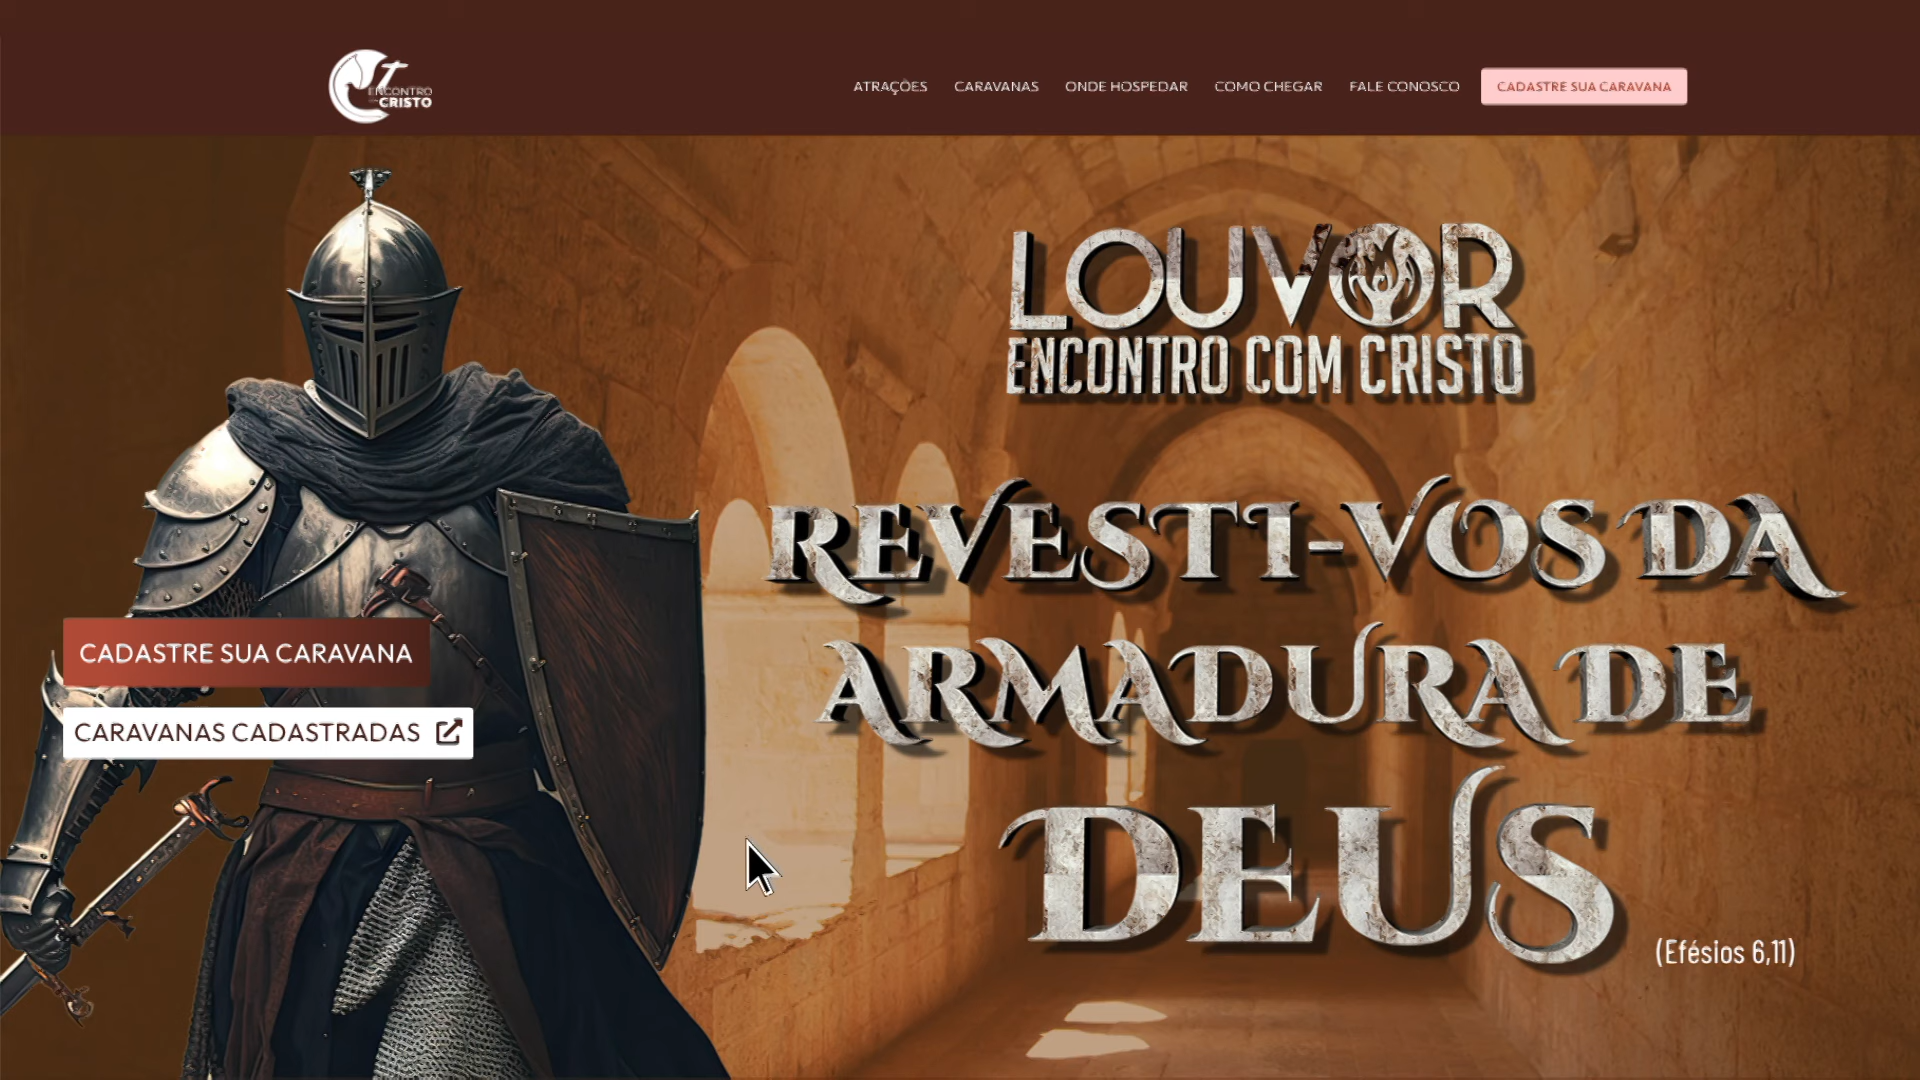 ENCONTRO
CRISTO
ATRAÇÕES
CARAVANAS
ONDE HOSPEDAR
COMO CHEGAR
FALE CONOSCO
CADASTRE SUA CARAVANA
LOUVOR
ENCONTRO COM CRISTO
REVESTI-VOS DA
ARMADURA DE
DEUS
(Efésios 6,11)
CADASTRE SUA CARAVANA
CARAVANAS CADASTRADAS